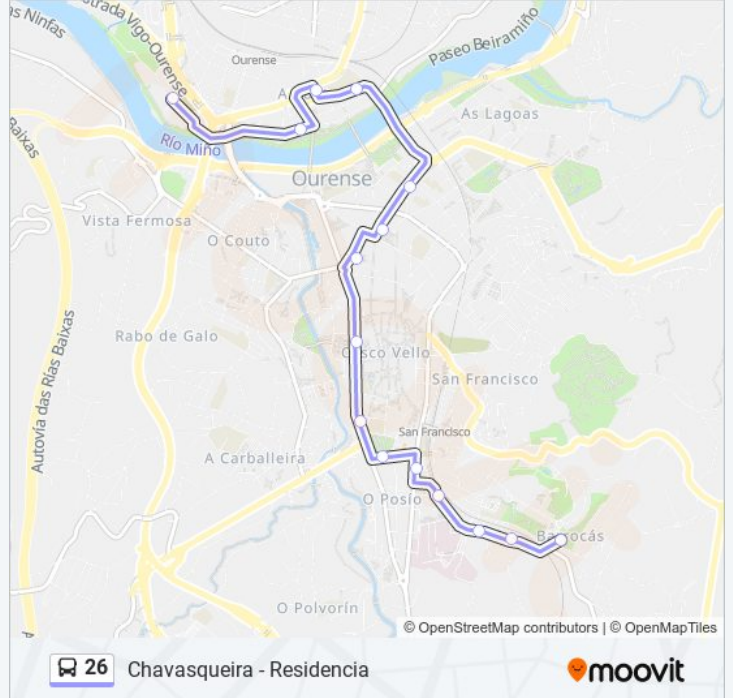 s Ninfas
strada Vigo-Ourense
Paseo Beiramiño
Ourense
A
As Lagoas
Baixas
Río Miño
Ourense
Vista Fermosa
O Couto
Autovía das Rías Baixas
Rabo de Galo
Casco Vello
San Francisco
San Francisco
A Carballeira
O Posío
Barrocás
O Polvorín
A
© OpenStreetMap contributors | © OpenMapTiles
26 Chavasqueira - Residencia
moovit